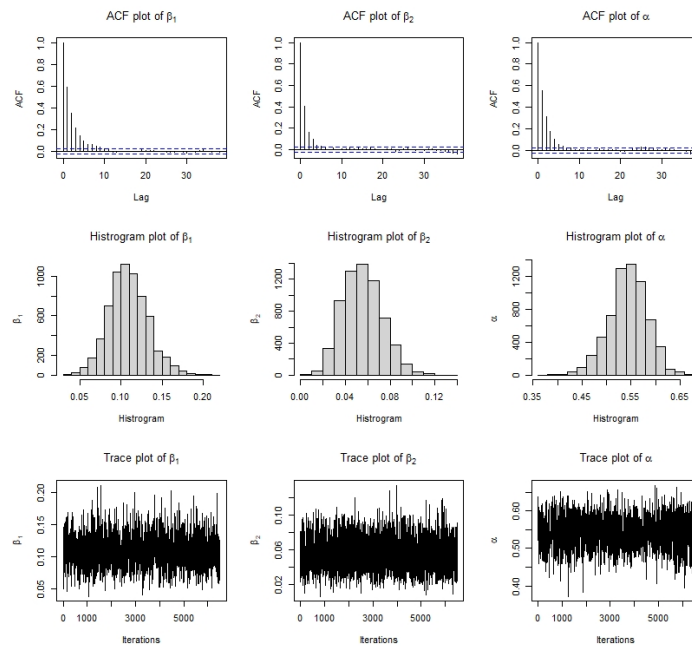 ACF plot of β1
ACF plot of β2
ACF plot of α
ACF
0.0 0.2 0.4 0.6 0.8 1.0
0 10 20 30
Lag
ACF
0.0 0.2 0.4 0.6 0.8 1.0
0 10 20 30
Lag
ACF
0.0 0.2 0.4 0.6 0.8 1.0
0 10 20 30
Lag
Histrogram plot of β1
Histrogram plot of β2
Histrogram plot of α
β1
0 200 600 1000
0.05 0.10 0.15 0.20
Histrogram
β2
0 400 800 1200
0.00 0.04 0.08 0.12
Histrogram
α
0 400 800 1200
0.35 0.45 0.55 0.65
Histrogram
Trace plot of β1
Trace plot of β2
Trace plot of α
β1
0.05 0.10 0.15 0.20
0 1000 3000 5000
Iterations
β2
0.02 0.06 0.10
0 1000 3000 5000
Iterations
α
0.40 0.50 0.60
0 1000 3000 5000
Iterations